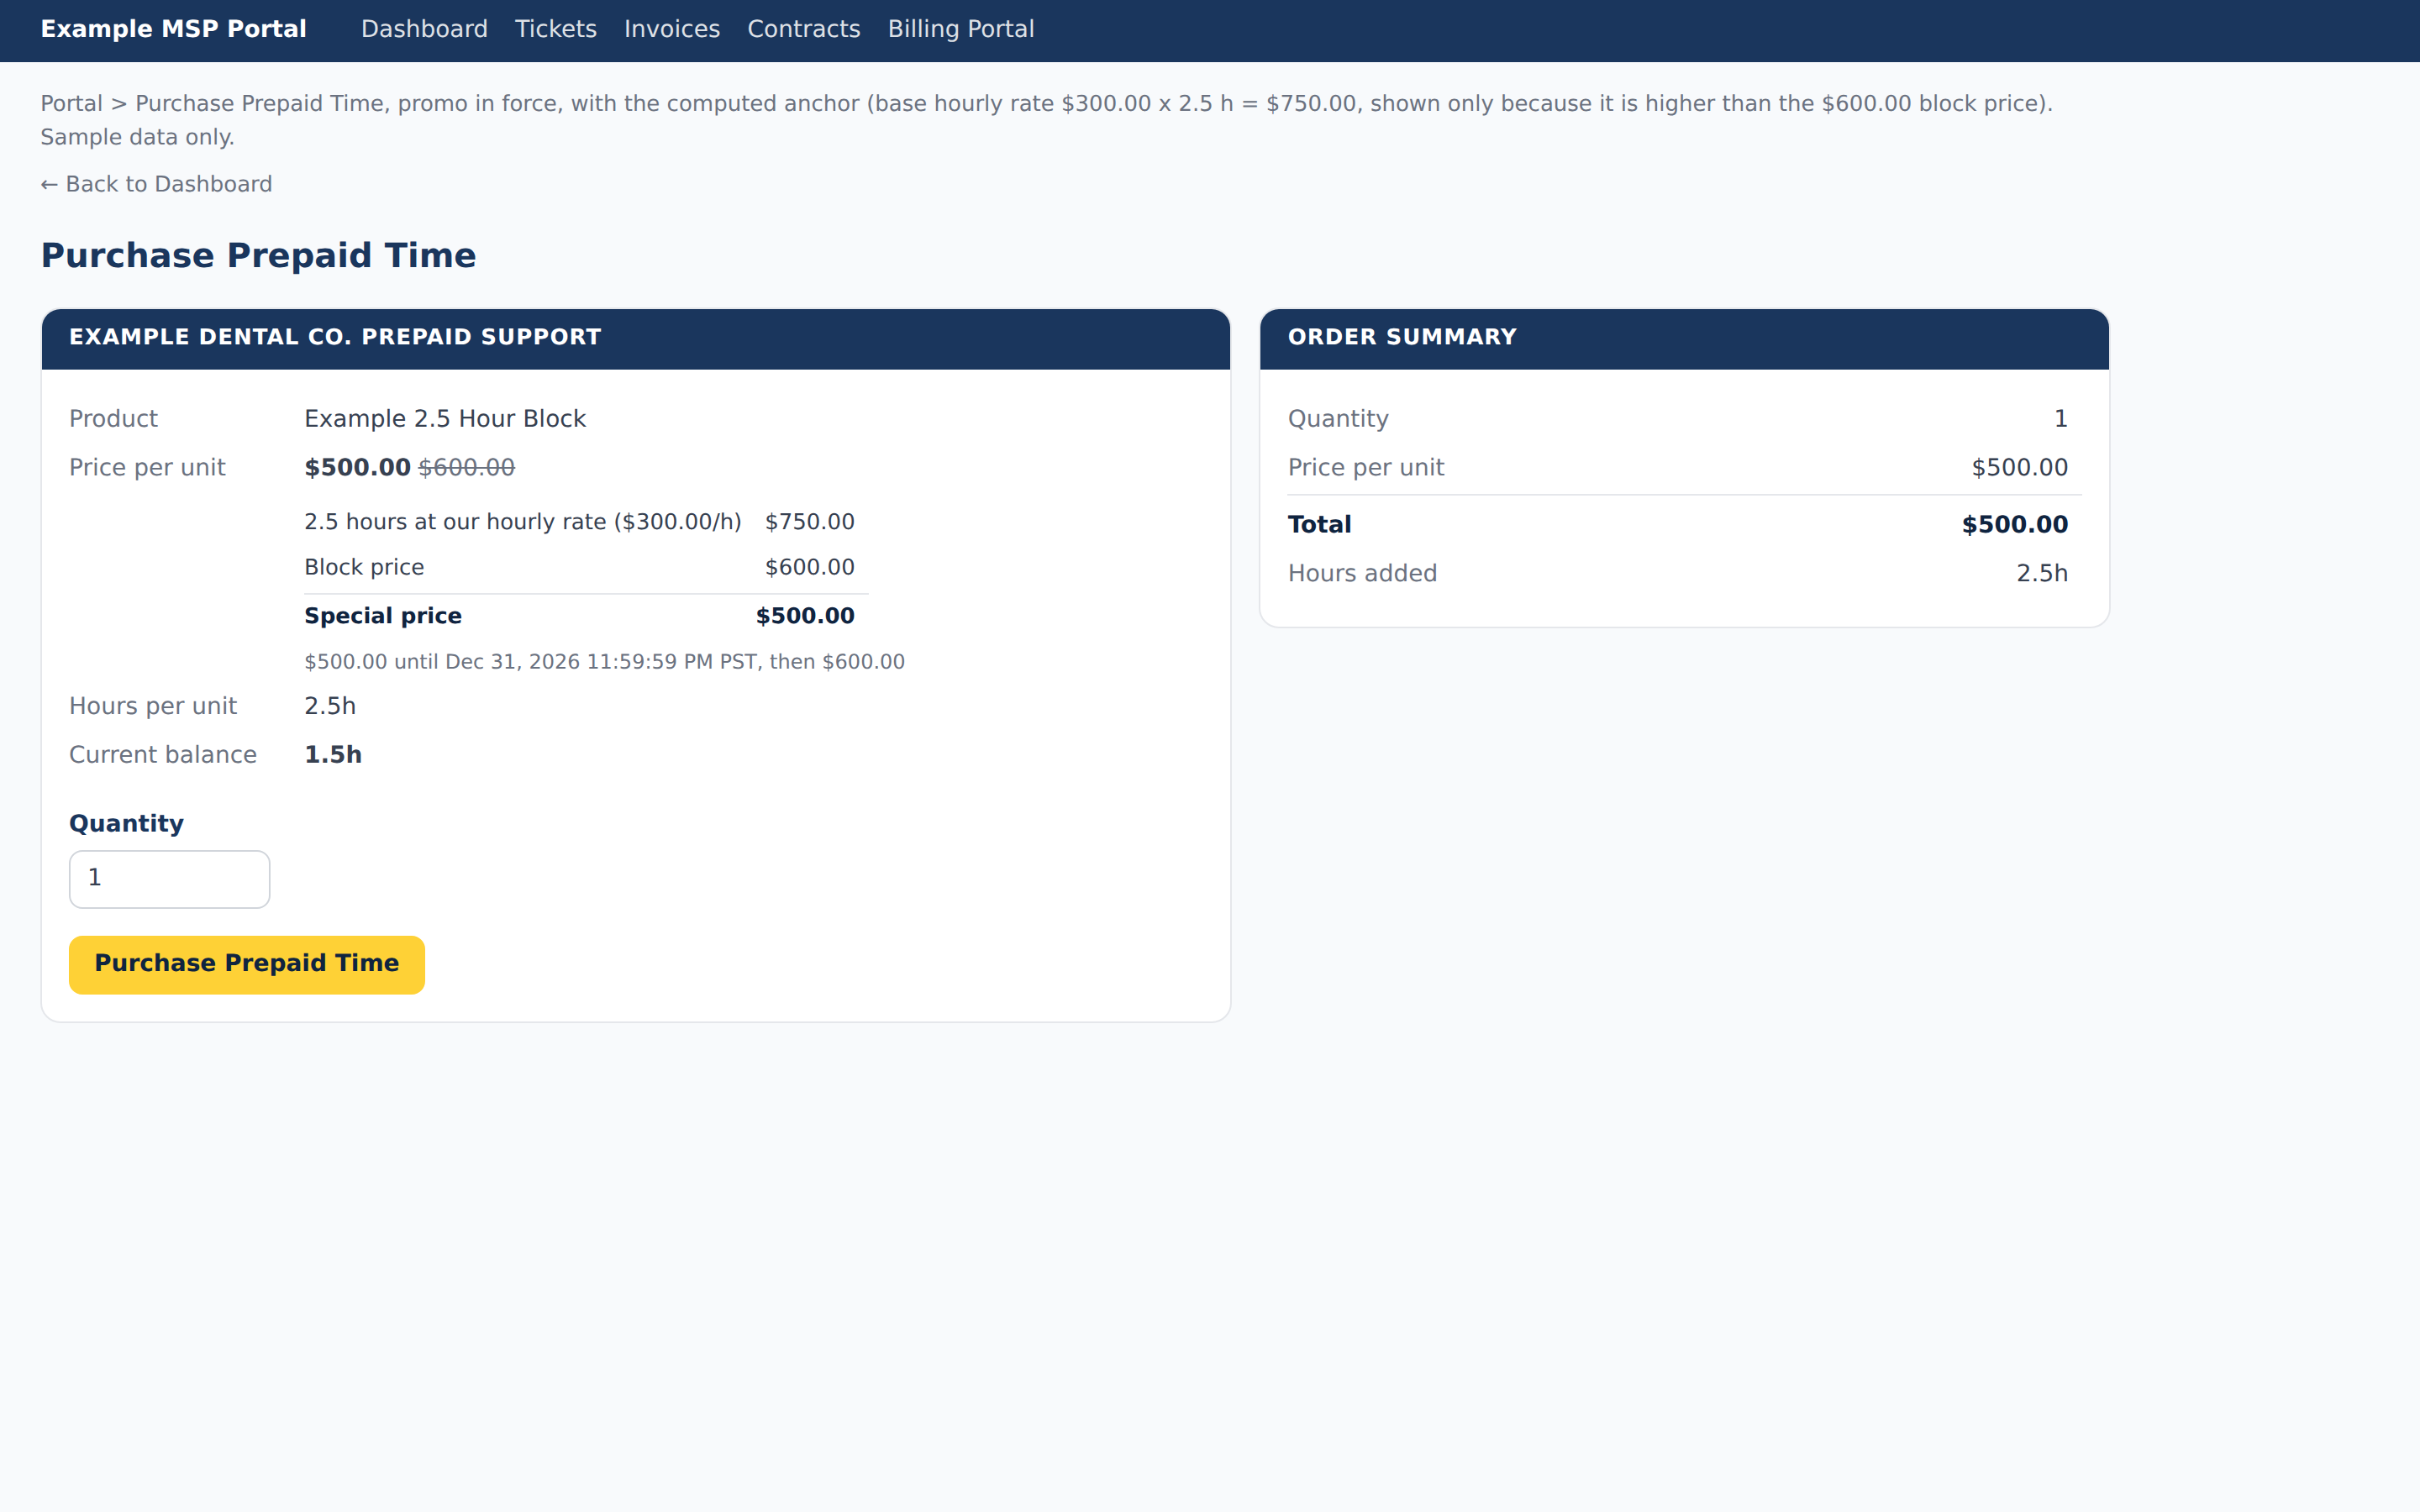 Example MSP Portal Dashboard Tickets Invoices Contracts Billing Portal
Portal > Purchase Prepaid Time, promo in force, with the computed anchor (base hourly rate $300.00 x 2.5 h = $750.00, shown only because it is higher than the $600.00 block price).
Sample data only.
← Back to Dashboard
Purchase Prepaid Time
EXAMPLE DENTAL CO. PREPAID SUPPORT
Product Example 2.5 Hour Block
Price per unit $500.00 $600.00
2.5 hours at our hourly rate ($300.00/h) $750.00
Block price $600.00
Special price $500.00
$500.00 until Dec 31, 2026 11:59:59 PM PST, then $600.00
Hours per unit 2.5h
Current balance 1.5h
Quantity
1
Purchase Prepaid Time
ORDER SUMMARY
Quantity 1
Price per unit $500.00
Total $500.00
Hours added 2.5h